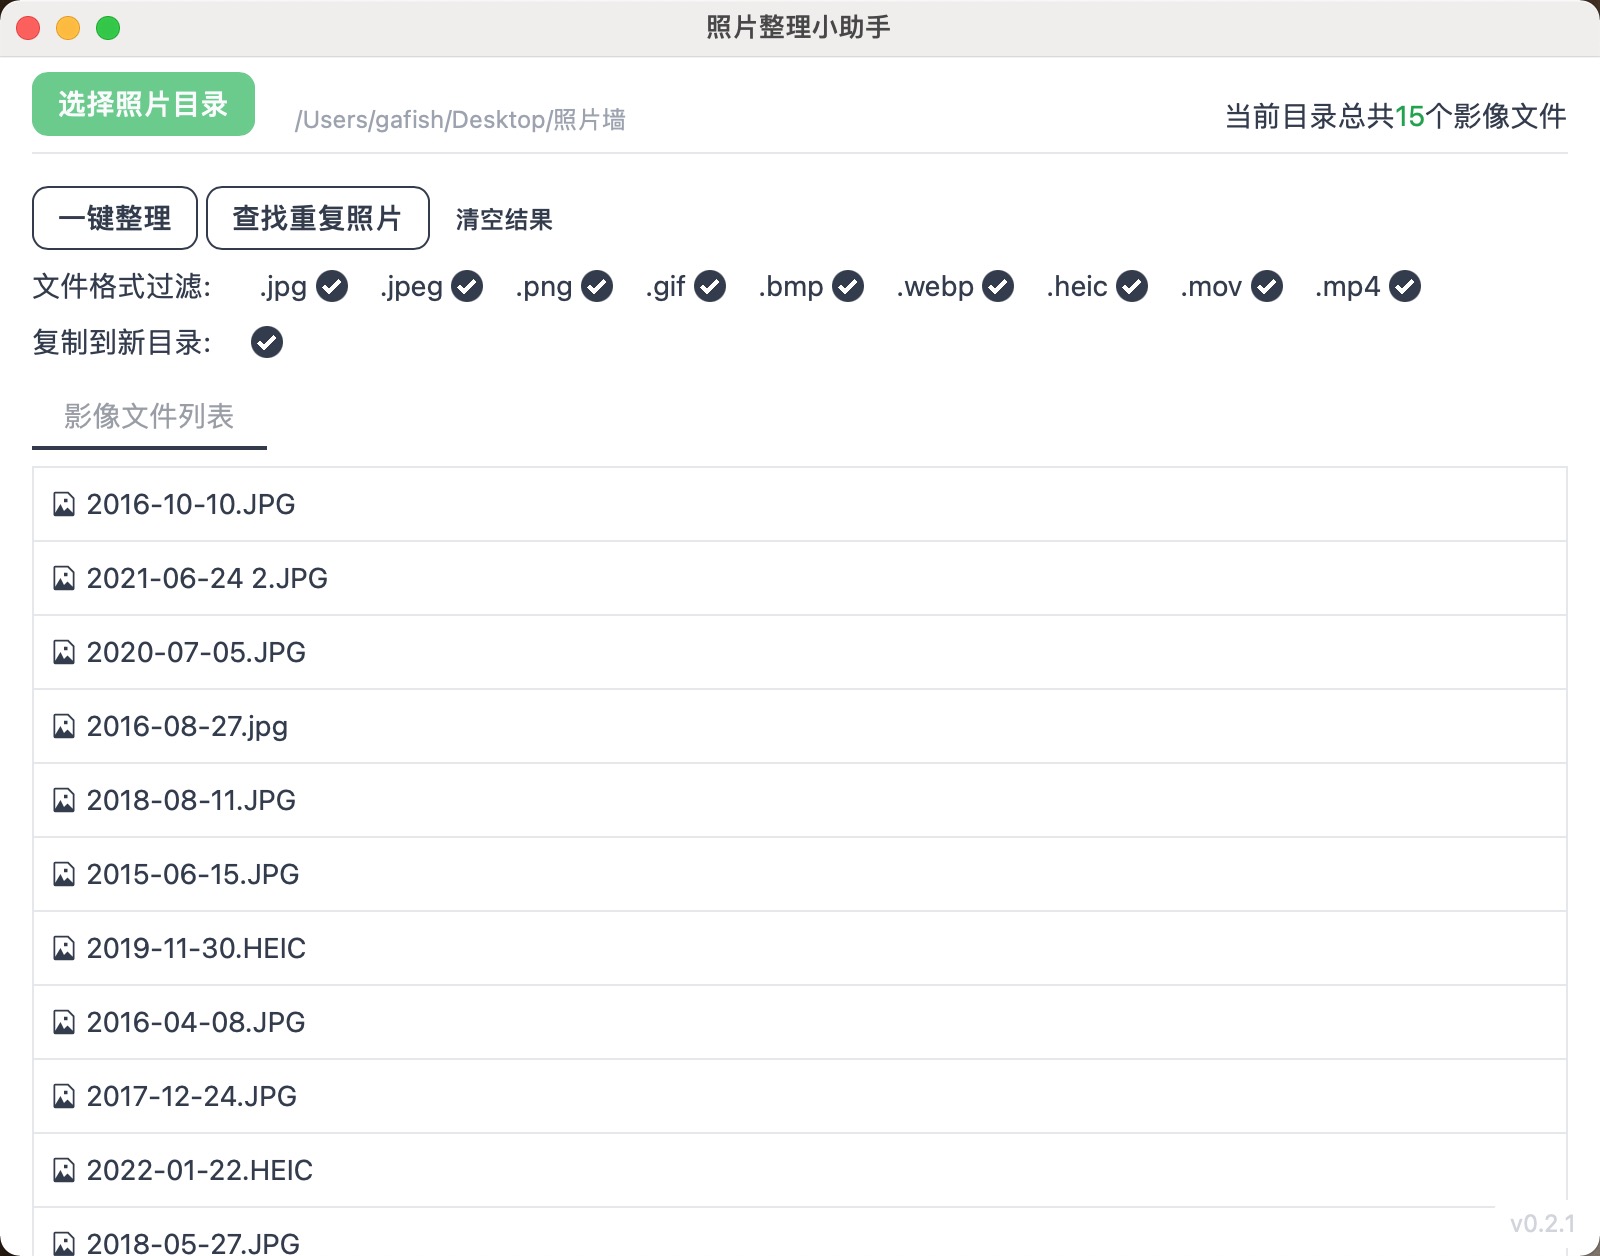 照片整理小助手
选择照片目录 /Users/gafish/Desktop/照片墙 当前目录总共15个影像文件
一键整理 查找重复照片 清空结果
文件格式过滤: .jpg .jpeg .png .gif .bmp .webp .heic .mov .mp4
复制到新目录:
影像文件列表
2016-10-10.JPG
2021-06-24 2.JPG
2020-07-05.JPG
2016-08-27.jpg
2018-08-11.JPG
2015-06-15.JPG
2019-11-30.HEIC
2016-04-08.JPG
2017-12-24.JPG
2022-01-22.HEIC
2018-05-27.JPG
v0.2.1